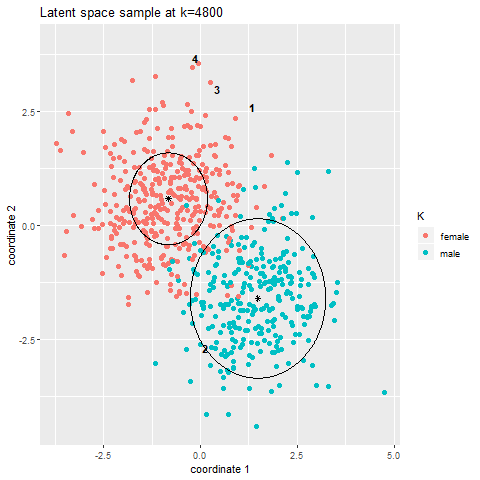 Latent space sample at k=4800
4
3
1
2
2.5
0.0
-2.5
-2.5
0.0
2.5
5.0
coordinate 1
coordinate 2
K
female
male